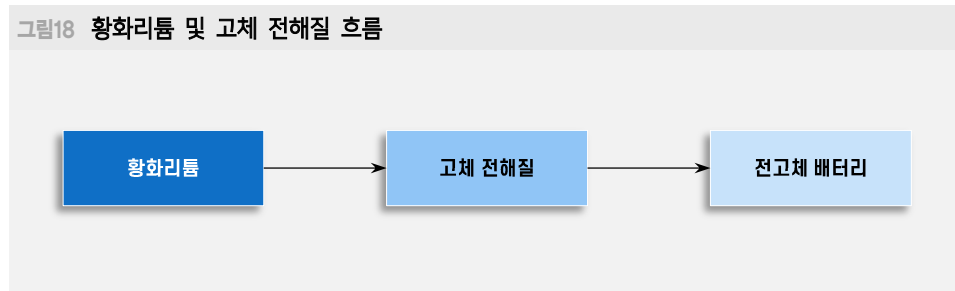 그림18 황화리튬 및 고체 전해질 흐름
황화리튬
고체 전해질
전고체 배터리